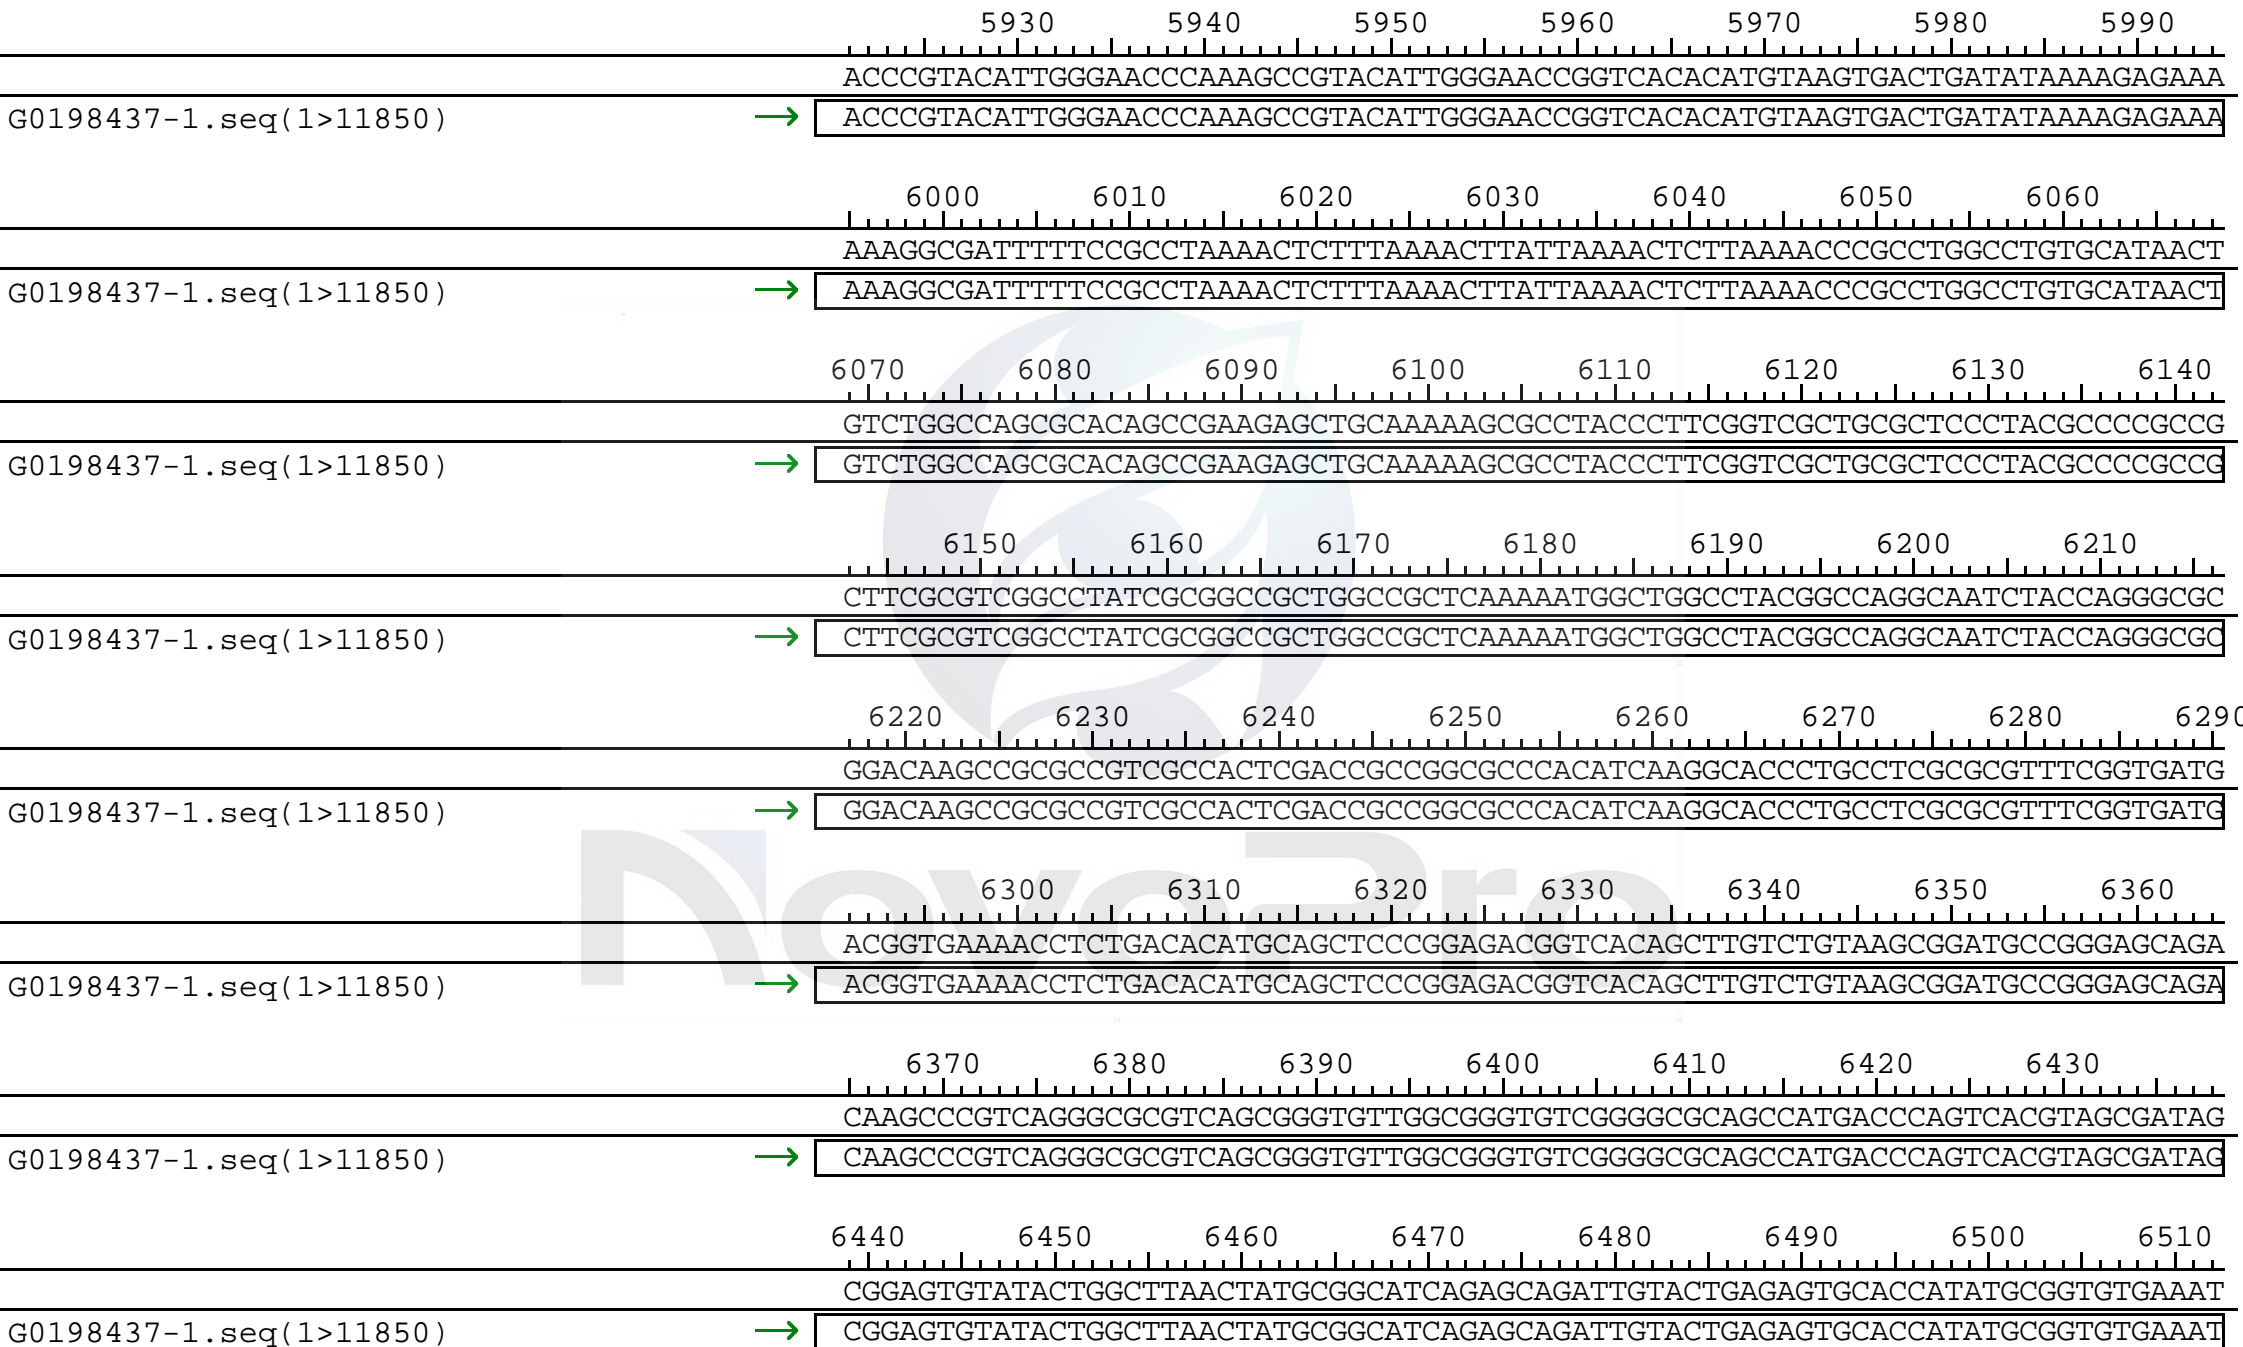 5930 5940 5950 5960 5970 5980 5990
ACCCGTACATTGGGAACCCAAAGCCGTACATTGGGAACCGGTCACACATGTAAGTGACTGATATAAAAGAGAAA
G0198437-1.seq(1>11850) → ACCCGTACATTGGGAACCCAAAGCCGTACATTGGGAACCGGTCACACATGTAAGTGACTGATATAAAAGAGAAA
6000 6010 6020 6030 6040 6050 6060
AAAGGCGATTTTTCCGCCTAAAACTCTTTAAAACTTATTAAAACTCTTAAAACCCGCCTGGCCTGTGCATAACT
G0198437-1.seq(1>11850) → AAAGGCGATTTTTCCGCCTAAAACTCTTTAAAACTTATTAAAACTCTTAAAACCCGCCTGGCCTGTGCATAACT
6070 6080 6090 6100 6110 6120 6130 6140
GTCTGGCCAGCGCACAGCCGAAGAGCTGCAAAAAGCGCCTACCCTTCGGTCGCTGCGCTCCCTACGCCCCGCCG
G0198437-1.seq(1>11850) → GTCTGGCCAGCGCACAGCCGAAGAGCTGCAAAAAGCGCCTACCCTTCGGTCGCTGCGCTCCCTACGCCCCGCCG
6150 6160 6170 6180 6190 6200 6210
CTTCGCGTCGGCCTATCGCGGCCGCTGGCCGCTCAAAAATGGCTGGCCTACGGCCAGGCAATCTACCAGGGCGC
G0198437-1.seq(1>11850) → CTTCGCGTCGGCCTATCGCGGCCGCTGGCCGCTCAAAAATGGCTGGCCTACGGCCAGGCAATCTACCAGGGCGC
6220 6230 6240 6250 6260 6270 6280 6290
GGACAAGCCGCGCCGTCGCCACTCGACCGCCGGCGCCCACATCAAGGCACCCTGCCTCGCGCGTTTCGGTGATG
G0198437-1.seq(1>11850) → GGACAAGCCGCGCCGTCGCCACTCGACCGCCGGCGCCCACATCAAGGCACCCTGCCTCGCGCGTTTCGGTGATG
NovoPro
6300 6310 6320 6330 6340 6350 6360
ACGGTGAAAACCTCTGACACATGCAGCTCCCGGAGACGGTCACAGCTTGTCTGTAAGCGGATGCCGGGAGCAGA
G0198437-1.seq(1>11850) → ACGGTGAAAACCTCTGACACATGCAGCTCCCGGAGACGGTCACAGCTTGTCTGTAAGCGGATGCCGGGAGCAGA
6370 6380 6390 6400 6410 6420 6430
CAAGCCCGTCAGGGCGCGTCAGCGGGTGTTGGCGGGTGTCGGGGCGCAGCCATGACCCAGTCACGTAGCGATAG
G0198437-1.seq(1>11850) → CAAGCCCGTCAGGGCGCGTCAGCGGGTGTTGGCGGGTGTCGGGGCGCAGCCATGACCCAGTCACGTAGCGATAG
6440 6450 6460 6470 6480 6490 6500 6510
CGGAGTGTATACTGGCTTAACTATGCGGCATCAGAGCAGATTGTACTGAGAGTGCACCATATGCGGTGTGAAAT
G0198437-1.seq(1>11850) → CGGAGTGTATACTGGCTTAACTATGCGGCATCAGAGCAGATTGTACTGAGAGTGCACCATATGCGGTGTGAAAT